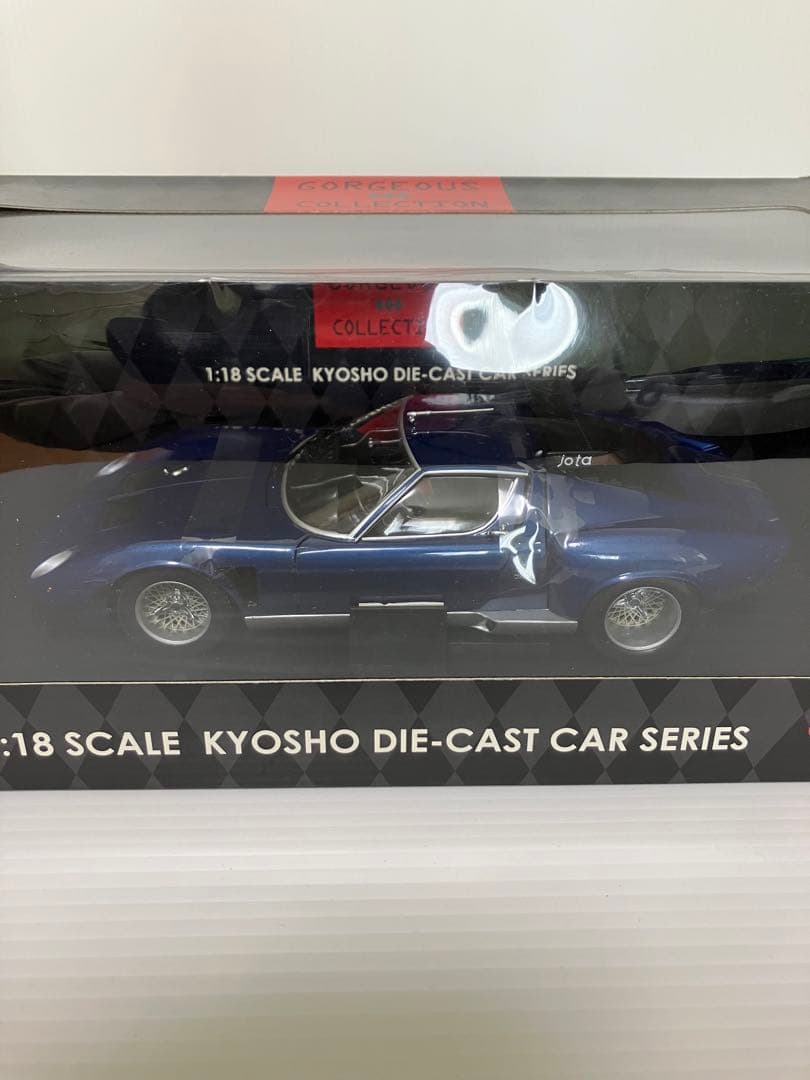 GORGEOUS
COLLECTION
COLLECTI
1:18 SCALE KYOSHO DIE-CAST CAR SERIES
jota
:18 SCALE KYOSHO DIE-CAST CAR SERIES